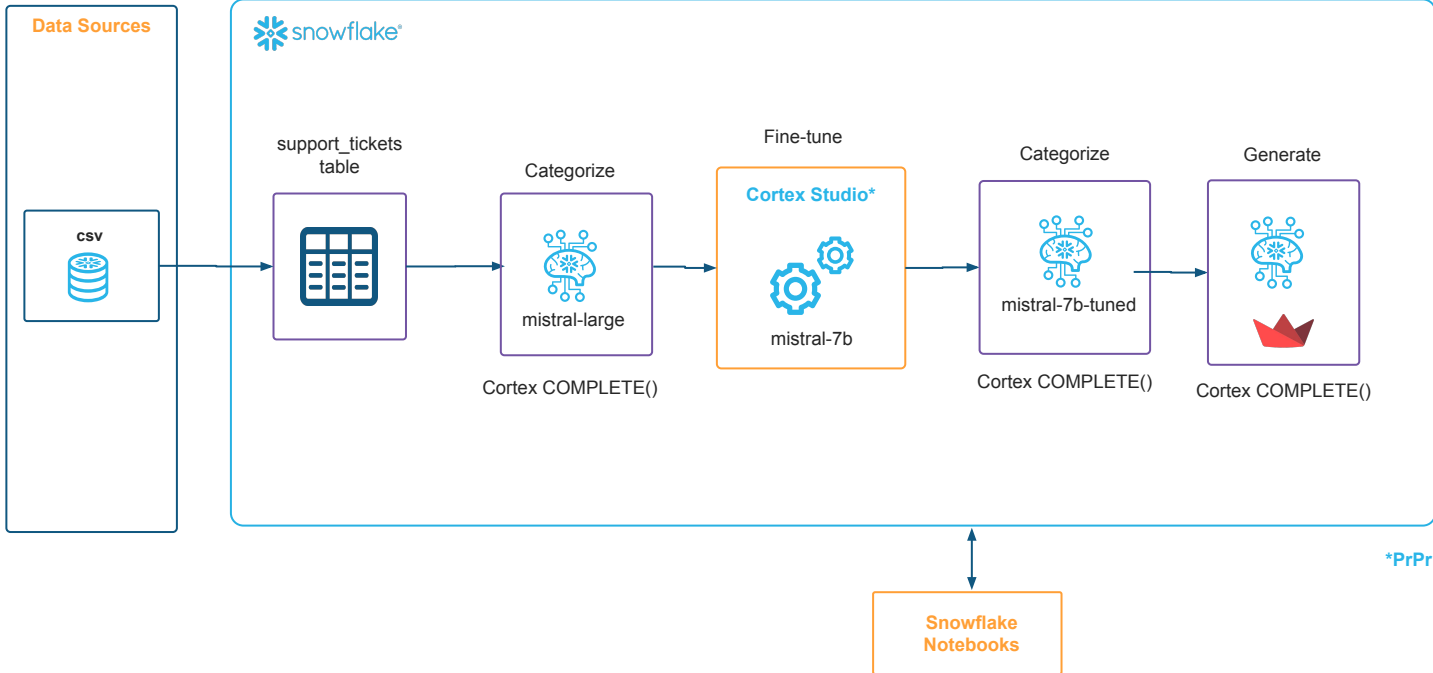 Data Sources
csv
snowflake®
support_tickets
table
Categorize
mistral-large
Cortex COMPLETE()
Fine-tune
Cortex Studio*
mistral-7b
Categorize
mistral-7b-tuned
Cortex COMPLETE()
Generate
Cortex COMPLETE()
*PrPr
Snowflake
Notebooks